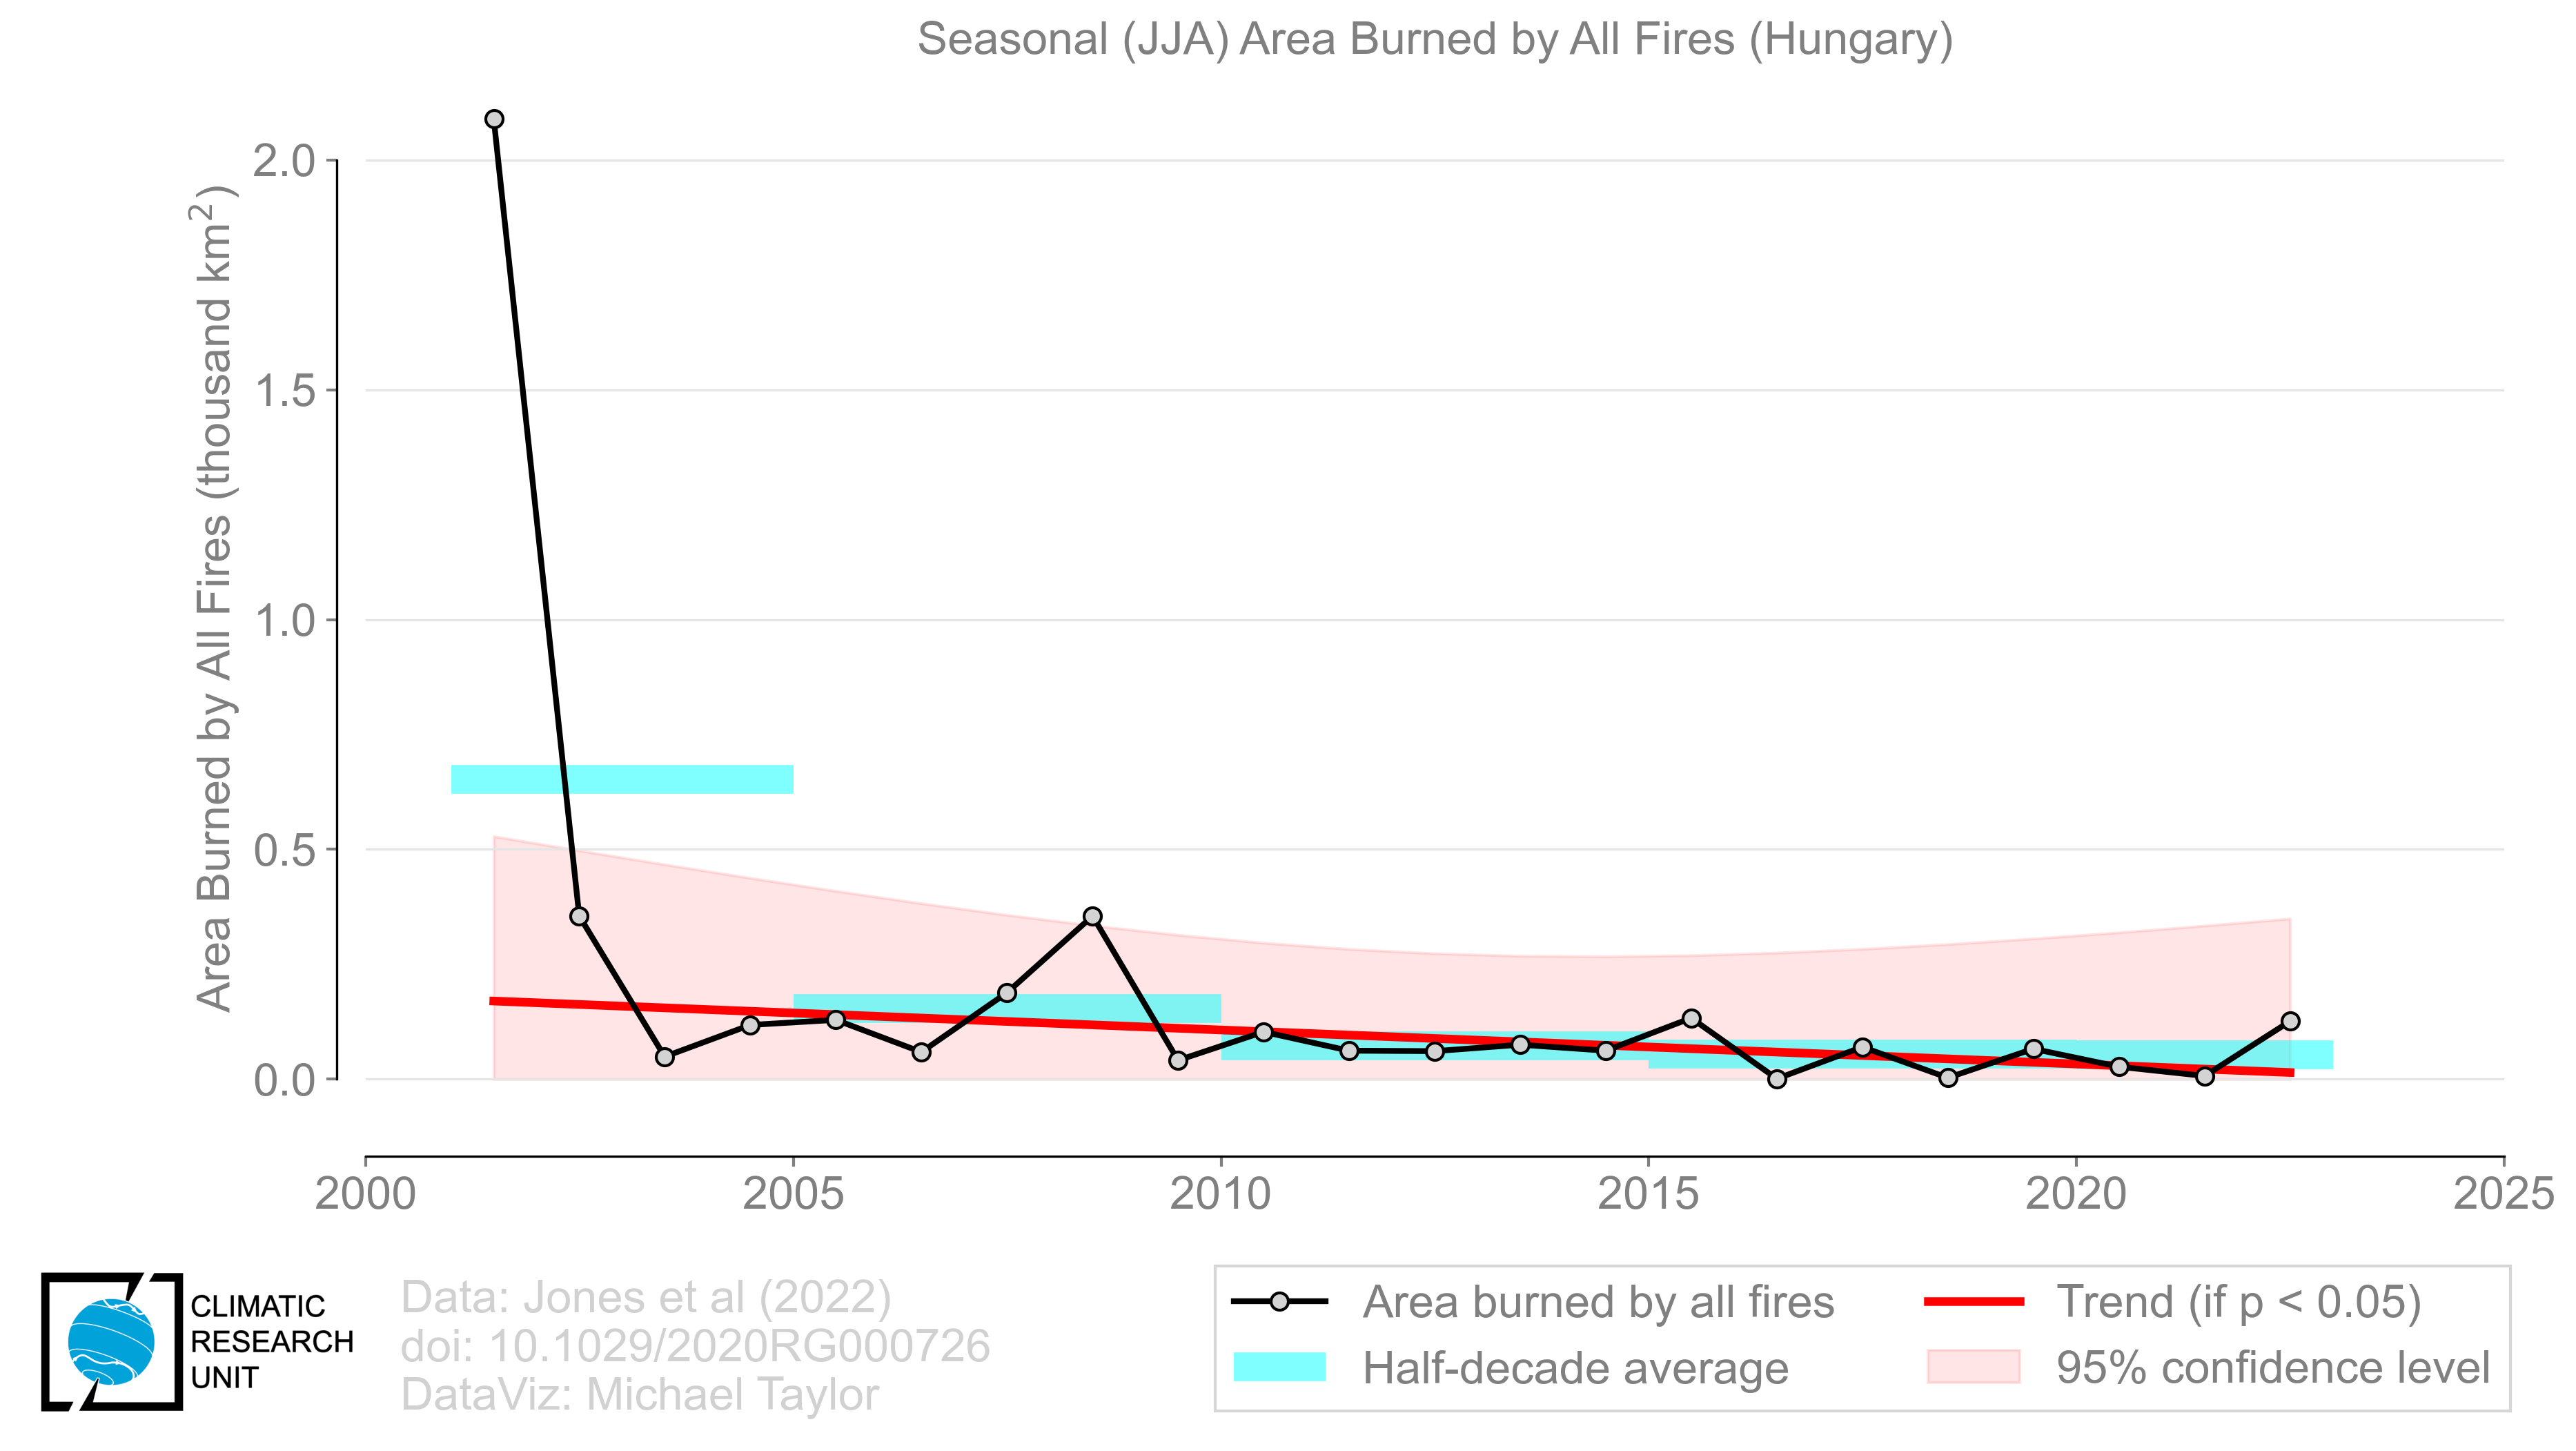 Seasonal (JJA) Area Burned by All Fires (Hungary)
Area Burned by All Fires (thousand km²)
2.0
1.5
1.0
0.5
0.0
2000 2005 2010 2015 2020 2025
CLIMATIC
RESEARCH
UNIT
Data: Jones et al (2022)
doi: 10.1029/2020RG000726
DataViz: Michael Taylor
Area burned by all fires
Half-decade average
Trend (if p < 0.05)
95% confidence level